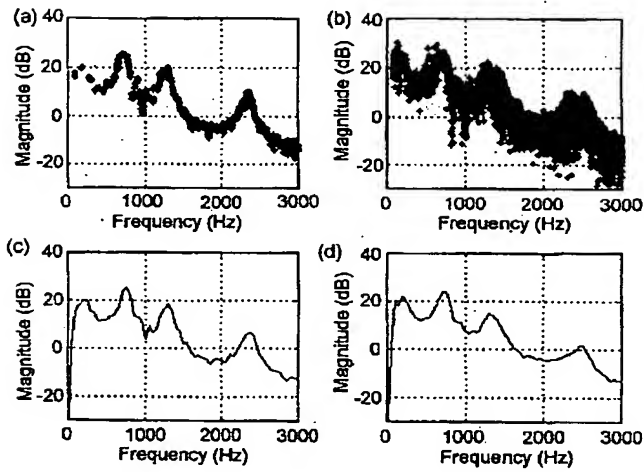 (a) 40
20
0
-20
Magnitude (dB)
0 1000 2000 3000
Frequency (Hz)
(b) 40
20
0
-20
Magnitude (dB)
0 1000 2000 3000
Frequency (Hz)
(c) 40
20
0
-20
Magnitude (dB)
0 1000 2000 3000
Frequency (Hz)
(d) 40
20
0
-20
Magnitude (dB)
0 1000 2000 3000
Frequency (Hz)